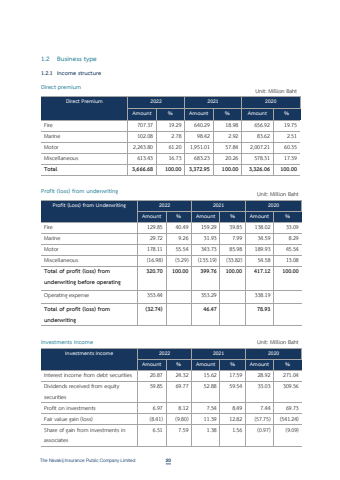 1.2 Business type
1.2.1 Income structure
Direct premium
Unit: Million Baht
Direct Premium 2022 2021 2020
Amount % Amount % Amount %
Fire 707.37 19.29 640.29 18.98 656.92 19.75
Marine 102.08 2.78 98.42 2.92 83.62 2.51
Motor 2,243.80 61.20 1,951.01 57.84 2,007.21 60.35
Miscellaneous 613.43 16.73 683.23 20.26 578.31 17.39
Total 3,666.68 100.00 3,372.95 100.00 3,326.06 100.00
Profit (loss) from underwriting
Unit: Million Baht
Profit (Loss) from Underwriting 2022 2021 2020
Amount % Amount % Amount %
Fire 129.85 40.49 159.29 39.85 138.02 33.09
Marine 29.72 9.26 31.93 7.99 34.59 8.29
Motor 178.11 55.54 343.73 85.98 189.93 45.54
Miscellaneous (16.98) (5.29) (135.19) (33.82) 54.58 13.08
Total of profit (loss) from 320.70 100.00 399.76 100.00 417.12 100.00
underwriting before operating
Operating expense 353.44 353.29 338.19
Total of profit (loss) from (32.74) 46.47 78.93
underwriting
Investments Income
Unit: Million Baht
Investments Income 2022 2021 2020
Amount % Amount % Amount %
Interest income from debt securities 20.87 24.32 15.62 17.59 28.92 271.04
Dividends received from equity 59.85 69.77 52.88 59.54 33.03 309.56
securities
Profit on investments 6.97 8.12 7.54 8.49 7.44 69.73
Fair value gain (loss) (8.41) (9.80) 11.39 12.82 (57.75) (541.24)
Share of gain from investments in 6.51 7.59 1.38 1.56 (0.97) (9.09)
associates
The Navakij Insurance Public Company Limited